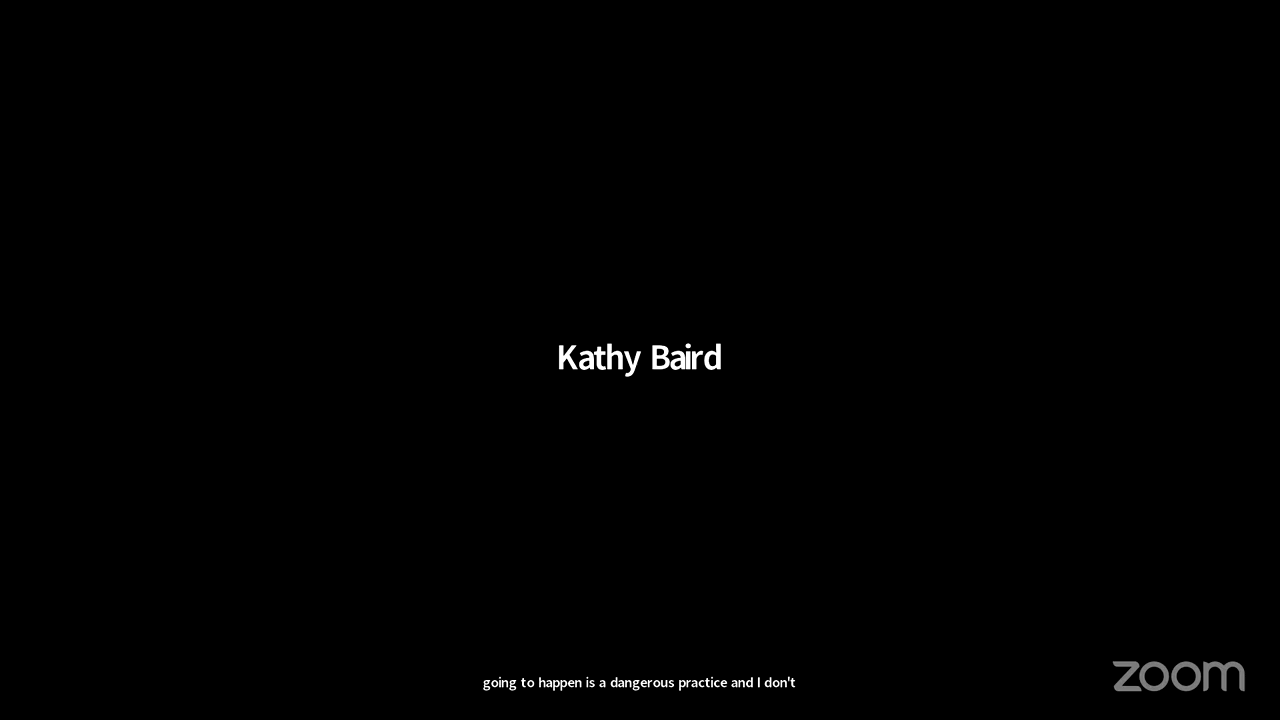 Kathy Baird
going to happen is a dangerous practice and I don't
zoom